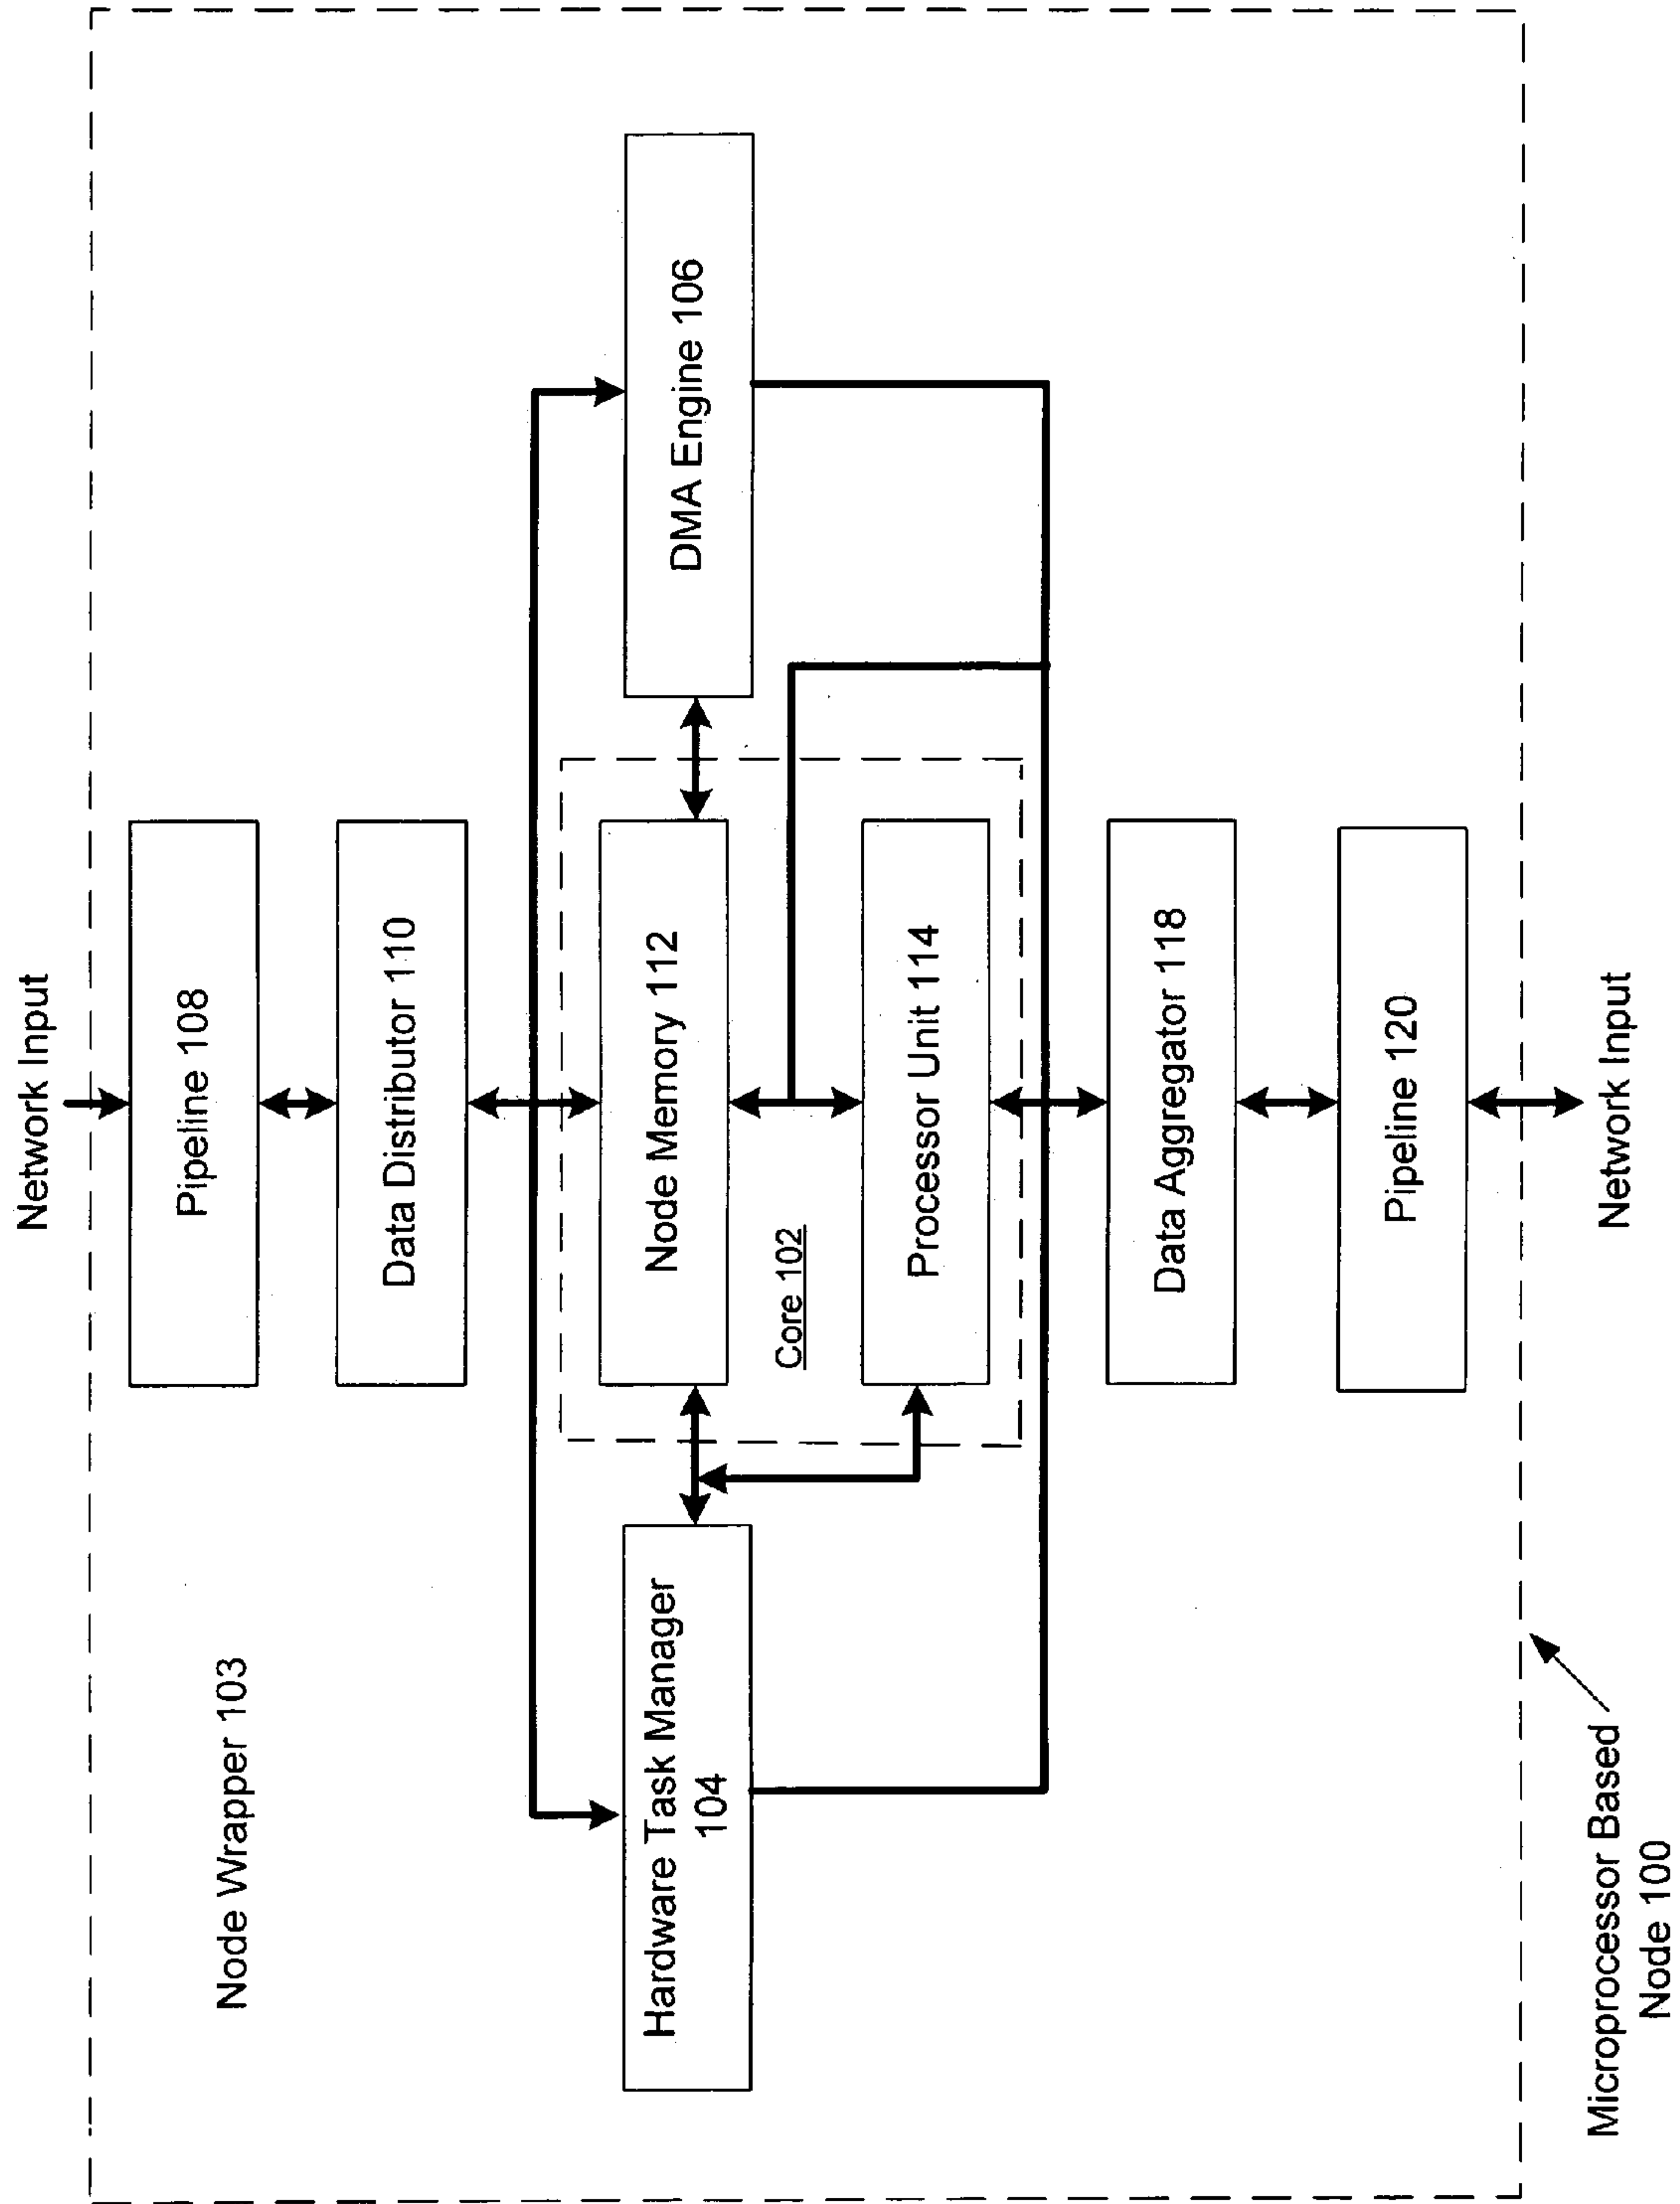 Network Input
Node Wrapper 103
Pipeline 108
Data Distributor 110
Hardware Task Manager
104
Node Memory 112
DMA Engine 106
Core 102
Processor Unit 114
Data Aggregator 118
Pipeline 120
Microprocessor Based
Node 100
Network Input